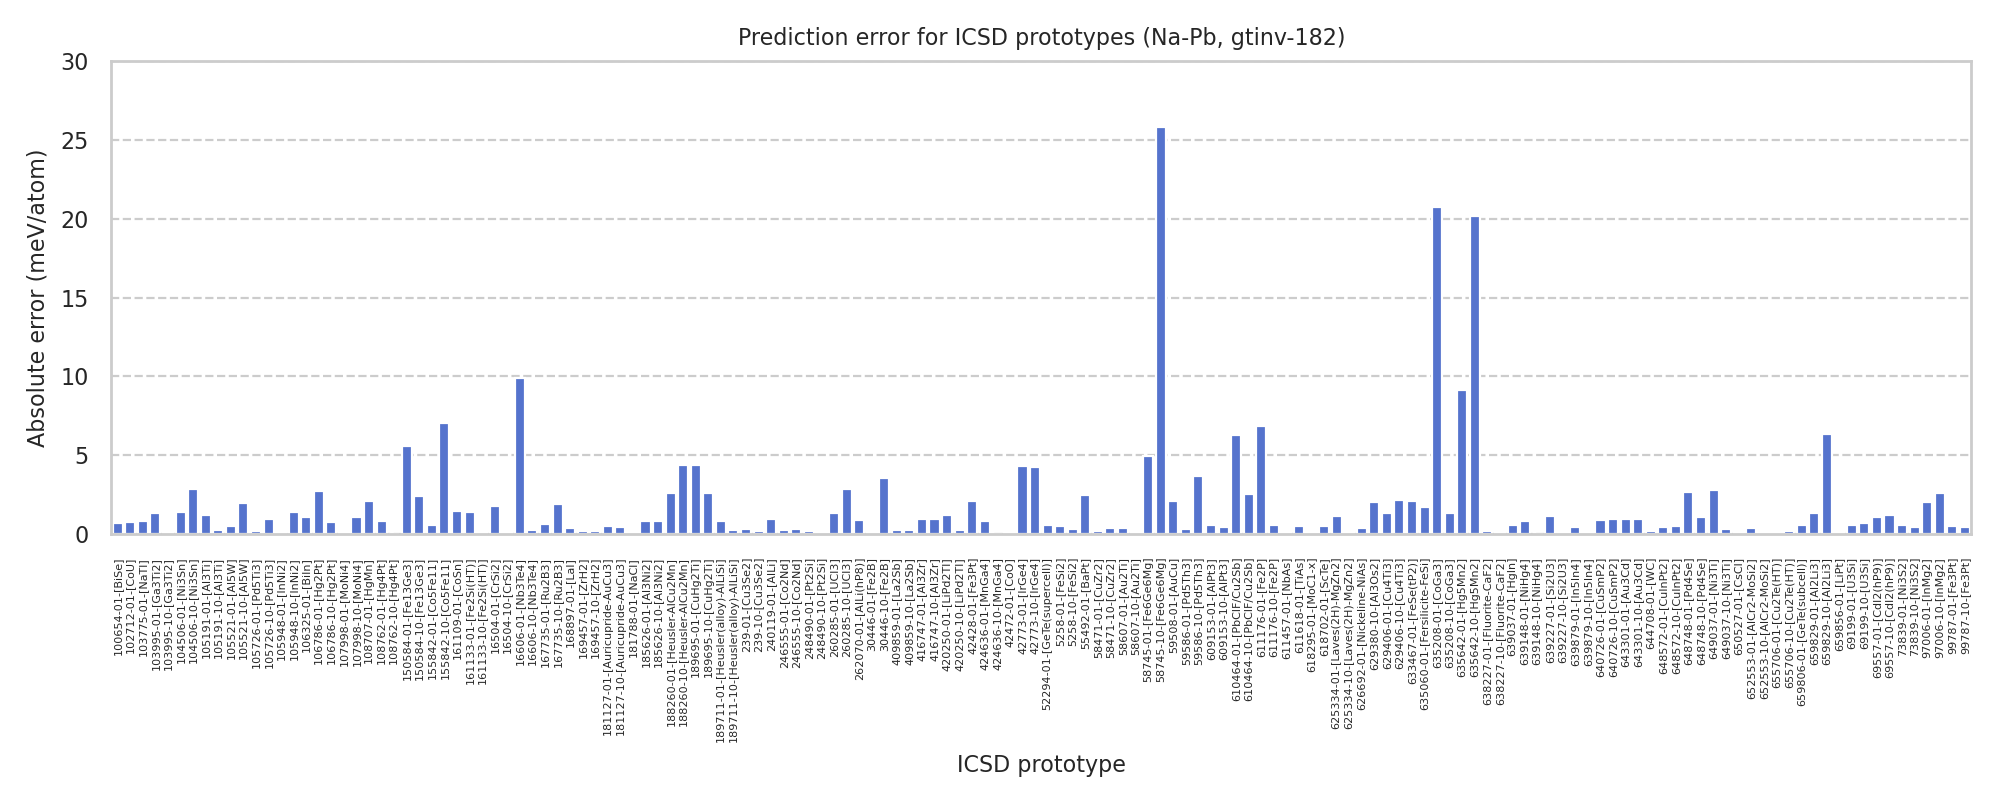 Prediction error for ICSD prototypes (Na-Pb, gtinv-182)
Absolute error (meV/atom)
30
25
20
15
10
5
0
100654-01-[BiSe]
102712-01-[CoU]
103775-01-[NaTl]
103995-01-[Ga3Ti2]
103995-10-[Ga3Ti2]
104506-01-[Ni3Sn]
104506-10-[Ni3Sn]
105191-01-[Al3Ti]
105191-10-[Al3Ti]
105521-01-[Al5W]
105521-10-[Al5W]
105726-01-[Pd5Ti3]
105726-10-[Pd5Ti3]
105948-01-[InNi2]
105948-10-[InNi2]
106325-01-[BiIn]
106786-01-[Hg2Pt]
106786-10-[Hg2Pt]
107998-01-[MoNi4]
107998-10-[MoNi4]
108707-01-[HgMn]
108762-01-[Hg4Pt]
108762-10-[Hg4Pt]
150584-01-[Fe13Ge3]
150584-10-[Fe13Ge3]
155842-01-[Co5Fe11]
155842-10-[Co5Fe11]
161109-01-[CoSn]
161133-01-[Fe2Si(HT)]
161133-10-[Fe2Si(HT)]
16504-01-[CrSi2]
16504-10-[CrSi2]
16606-01-[Nb3Te4]
16606-10-[Nb3Te4]
167735-01-[Ru2B3]
167735-10-[Ru2B3]
168897-01-[LaI]
169457-01-[ZrH2]
169457-10-[ZrH2]
181127-01-[Auricupride-AuCu3]
181127-10-[Auricupride-AuCu3]
181788-01-[NaCl]
185626-01-[Al3Ni2]
185626-10-[Al3Ni2]
188260-01-[Heusler-AlCu2Mn]
188260-10-[Heusler-AlCu2Mn]
189695-01-[CuHg2Ti]
189695-10-[CuHg2Ti]
189711-01-[Heusler(alloy)-AlLiSi]
189711-10-[Heusler(alloy)-AlLiSi]
239-01-[Cu3Se2]
239-10-[Cu3Se2]
240119-01-[AlLi]
246555-01-[Co2Nd]
246555-10-[Co2Nd]
248490-01-[Pt2Si]
248490-10-[Pt2Si]
260285-01-[UCl3]
260285-10-[UCl3]
262070-01-[AlLi(hP8)]
30446-01-[Fe2B]
30446-10-[Fe2B]
409859-01-[La2Sb]
409859-10-[La2Sb]
416747-01-[Al3Zr]
416747-10-[Al3Zr]
420250-01-[LiPd2Tl]
420250-10-[LiPd2Tl]
42428-01-[Fe3Pt]
424636-01-[MnGa4]
424636-10-[MnGa4]
42472-01-[CoO]
42773-01-[IrGe4]
42773-10-[IrGe4]
52294-01-[GeTe(supercell)]
5258-01-[FeSi2]
5258-10-[FeSi2]
55492-01-[BaPt]
58471-01-[CuZr2]
58471-10-[CuZr2]
58607-01-[Au2Ti]
58607-10-[Au2Ti]
58745-01-[Fe6Ge6Mg]
58745-10-[Fe6Ge6Mg]
59508-01-[AuCu]
59586-01-[Pd5Th3]
59586-10-[Pd5Th3]
609153-01-[AlPt3]
609153-10-[AlPt3]
610464-01-[PbClF/Cu2Sb]
610464-10-[PbClF/Cu2Sb]
611176-01-[Fe2P]
611176-10-[Fe2P]
611457-01-[NbAs]
611618-01-[TiAs]
618295-01-[MoC1-x]
618702-01-[ScTe]
625334-01-[Laves(2H)-MgZn2]
625334-10-[Laves(2H)-MgZn2]
626692-01-[Nickeline-NiAs]
629380-10-[Al3Os2]
629406-01-[Cu4Ti3]
629406-10-[Cu4Ti3]
633467-01-[FeSe(tP2)]
635060-01-[Fersilicite-FeSi]
635208-01-[CoGa3]
635208-10-[CoGa3]
635642-01-[Hg5Mn2]
635642-10-[Hg5Mn2]
638227-01-[Fluorite-CaF2]
638227-10-[Fluorite-CaF2]
639037-01-[HgIn]
639148-01-[NiHg4]
639148-10-[NiHg4]
639227-01-[Si2U3]
639227-10-[Si2U3]
639879-01-[In5In4]
639879-10-[In5In4]
640726-01-[CuSmP2]
640726-10-[CuSmP2]
643301-01-[Au3Cd]
643301-10-[Au3Cd]
644708-01-[WC]
648572-01-[CuInPt2]
648572-10-[CuInPt2]
648748-01-[Pd4Se]
648748-10-[Pd4Se]
649037-01-[Ni3Ti]
649037-10-[Ni3Ti]
650527-01-[CsCl]
652553-01-[AlCr2-MoSi2]
652553-10-[AlCr2-MoSi2]
655706-01-[Cu2Te(HT)]
655706-10-[Cu2Te(HT)]
659806-01-[GeTe(subcell)]
659829-01-[Al2Li3]
659829-10-[Al2Li3]
659856-01-[LiPt]
69199-01-[U3Si]
69199-10-[U3Si]
69557-01-[CdI2(hP9)]
69557-10-[CdI2(hP9)]
73839-01-[Ni3S2]
73839-10-[Ni3S2]
97006-01-[InMg2]
97006-10-[InMg2]
99787-01-[Fe3Pt]
99787-10-[Fe3Pt]
ICSD prototype